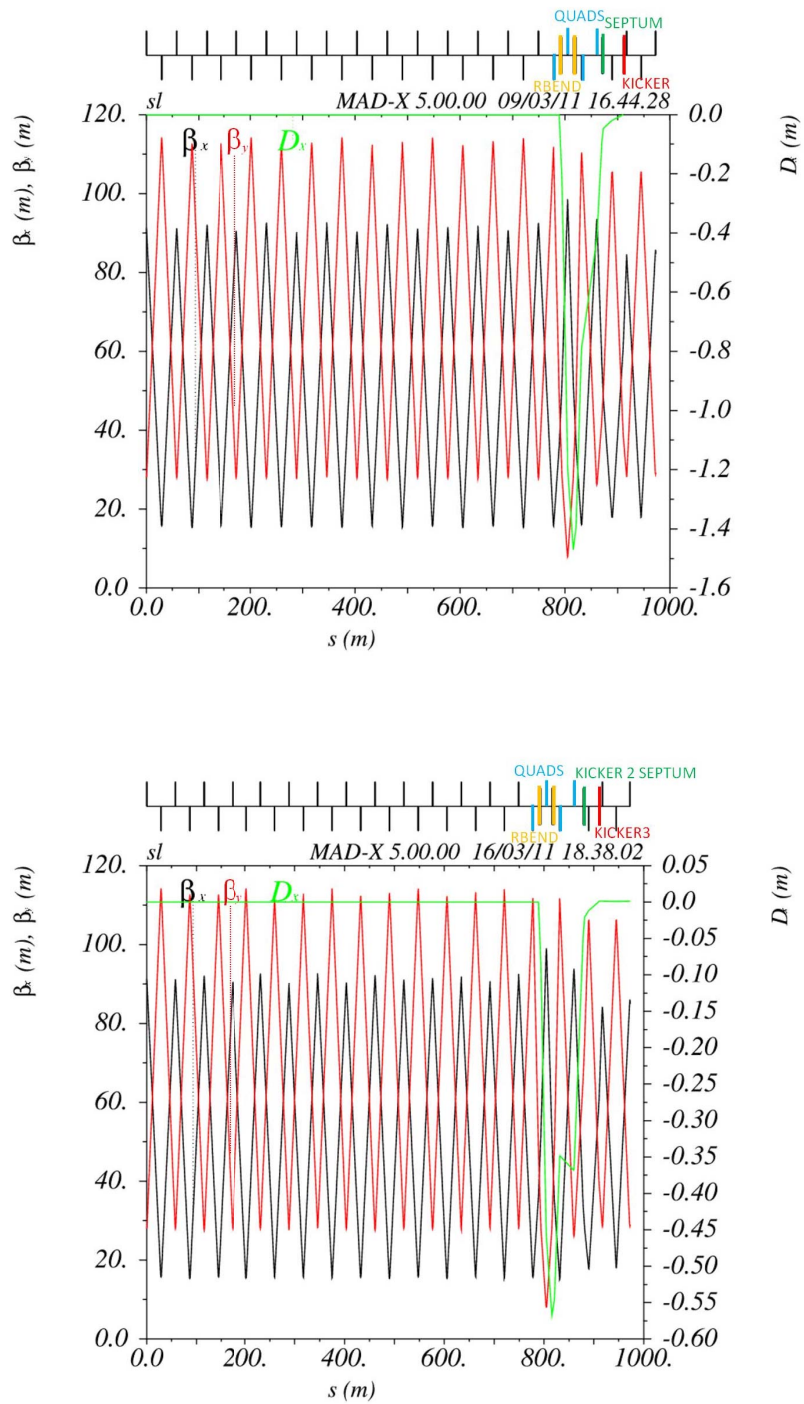 QUADS
SEPTUM
RBEND
KICKER
sl MAD-X 5.00.00 09/03/11 16.44.28
120.
100.
80.
60.
40.
20.
0.0
βx (m), βy (m)
βx
βy
Dx
0.0
-0.2
-0.4
-0.6
-0.8
-1.0
-1.2
-1.4
-1.6
Dx (m)
0.0 200. 400. 600. 800. 1000.
s (m)
QUADS
KICKER 2 SEPTUM
RBEND
KICKER3
sl MAD-X 5.00.00 16/03/11 18.38.02
120.
100.
80.
60.
40.
20.
0.0
βx (m), βy (m)
βx
βy
Dx
0.05
0.0
-0.05
-0.10
-0.15
-0.20
-0.25
-0.30
-0.35
-0.40
-0.45
-0.50
-0.55
-0.60
Dx (m)
0.0 200. 400. 600. 800. 1000.
s (m)